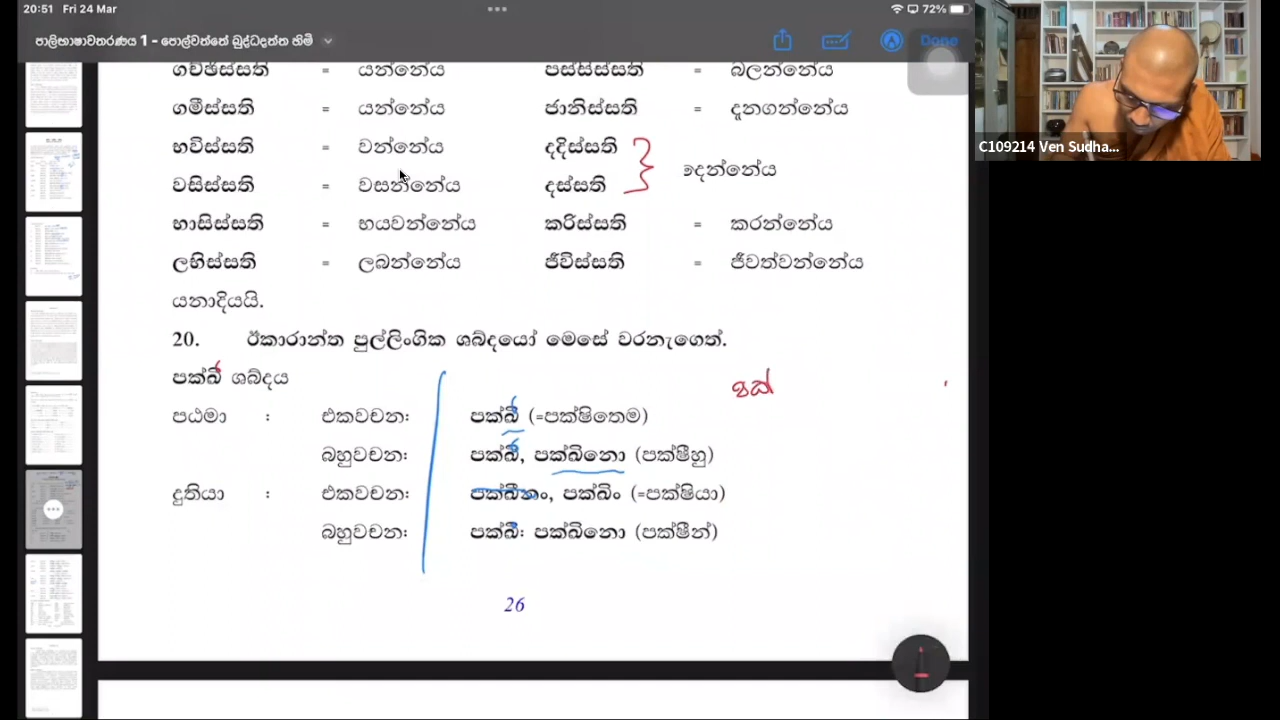 20:51 Fri 24 Mar 72%
පාලිභාෂාවතරණය 1 - පොල්වත්තේ බුද්ධදත්ත හිමි Done
ගච්ඡිස්සති = යන්නේය පස්සිස්සති = බලන්නේය
ගමිස්සති = යන්නේය ජානිස්සති = දැනගන්නේය
භවිස්සති = වන්නේය දදිස්සති
දෙන්නේය
වසිස්සති = වසන්නේය දස්සති
භාසිස්සති = භයවන්නේය කරිස්සති = කරන්නේය
ලභිස්සති = ලබන්නේය ජීවිස්සති = ජීවත්වන්නේය
යනාදියයි.
20. ඊකාරාන්ත පුල්ලිංගික ශබ්දයෝ මෙසේ වරනැගෙත්.
පක්ඛී ශබ්දය පක්
පඨමා : එකවචන: පක්ඛී (=පක්ෂිතෙම)
බහුවචන: පක්ඛී, පක්ඛිනො (පක්ෂීහු)
දුතියා : එකවචන: පක්ඛිනං, පක්ඛිං (=පක්ෂියා)
බහුවචන: පක්ඛී: පක්ඛිනො (පක්ෂීන්)
26
C109214 Ven Sudha...